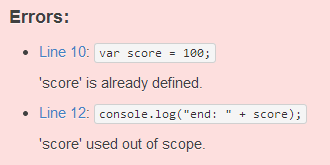 Errors:
Line 10: var score = 100;
'score' is already defined.
Line 12: console.log("end: " + score);
'score' used out of scope.